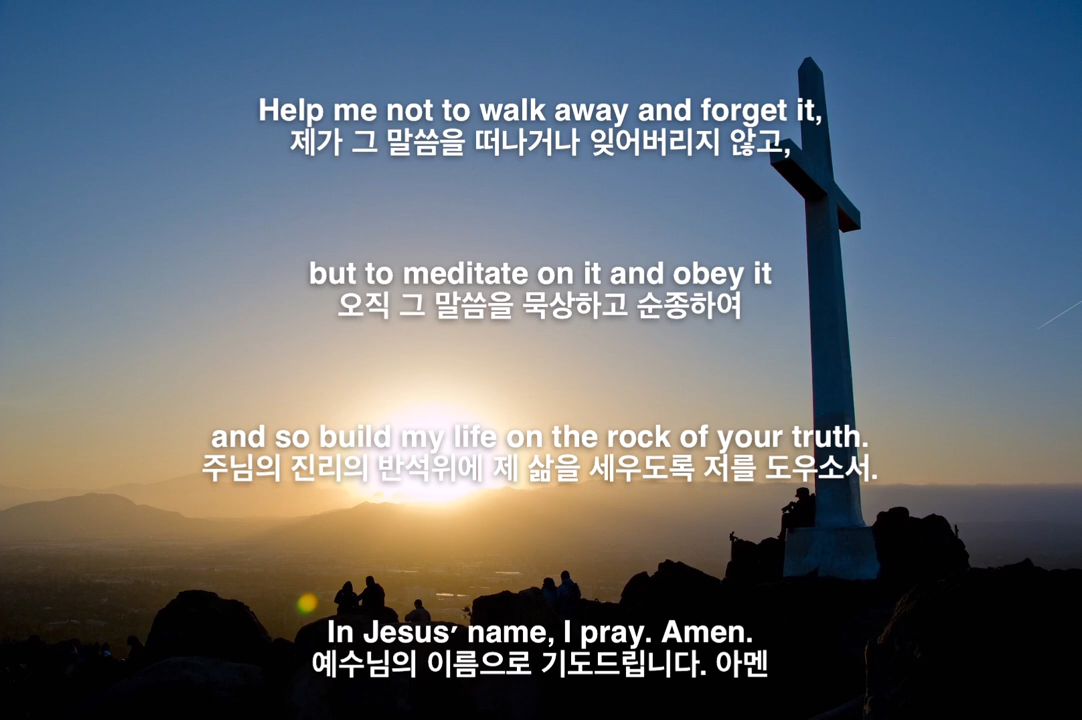 Help me not to walk away and forget it,
제가 그 말씀을 떠나거나 잊어버리지 않고,
but to meditate on it and obey it
오직 그 말씀을 묵상하고 순종하여
and so build my life on the rock of your truth.
주님의 진리의 반석위에 제 삶을 세우도록 저를 도우소서.
In Jesus’ name, I pray. Amen.
예수님의 이름으로 기도드립니다. 아멘